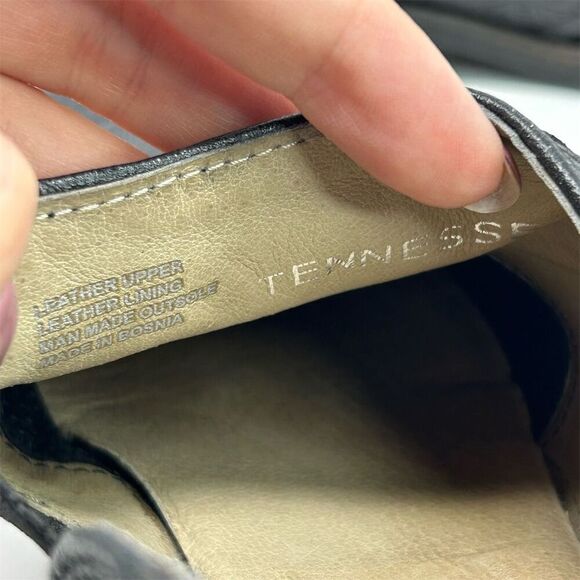 LEATHER UPPER
LEATHER LINING
MAN MADE OUTSOLE
MADE IN BOSNIA
TENNESSE